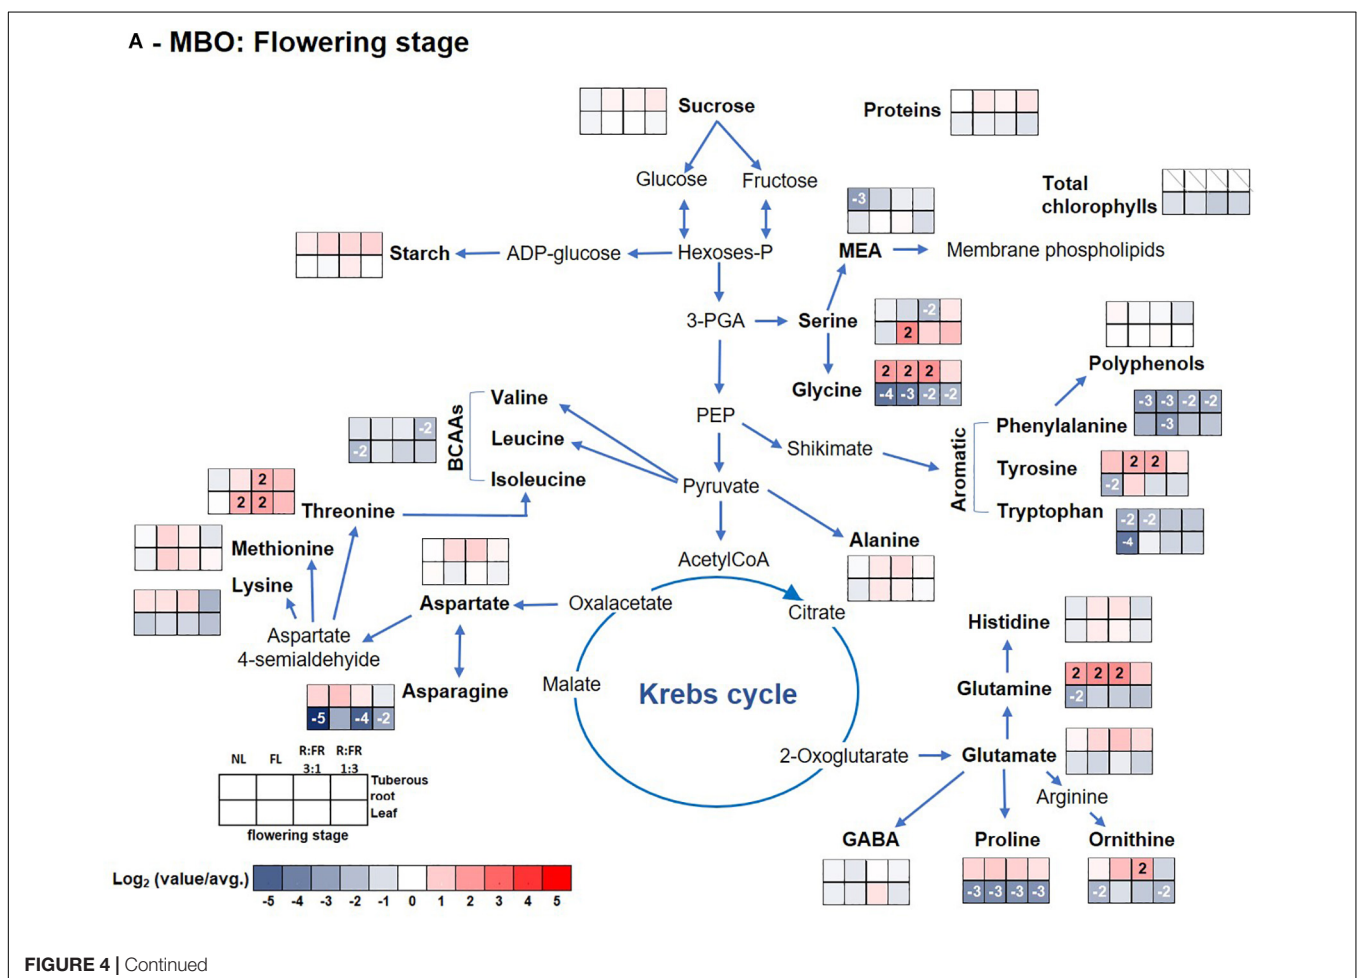 A - MBO: Flowering stage
Sucrose
Proteins
Glucose
Fructose
Total
chlorophylls
-3
Starch
ADP-glucose
Hexoses-P
MEA
Membrane phospholipids
3-PGA
Serine
-2
2
Glycine
2 2 2
-4 -3 -2 -2
Polyphenols
PEP
Shikimate
Aromatic
Phenylalanine
-3 -3 -2 -2
-3
Tyrosine
2 2
-2
Tryptophan
-2 -2
-4
BCAAs
Valine
Leucine
Isoleucine
-2
-2
Pyruvate
Threonine
2
2 2
Methionine
Lysine
Alanine
AcetylCoA
Aspartate
Oxalacetate
Citrate
Aspartate
4-semialdehyide
Asparagine
-5 -4 -2
Malate
Krebs cycle
Histidine
Glutamine
2 2 2
-2
2-Oxoglutarate
Glutamate
Arginine
GABA
Proline
-3 -3 -3 -3
Ornithine
2
-2 -2
NL FL R:FR 3:1 R:FR 1:3
Tuberous
root
Leaf
flowering stage
Log2 (value/avg.)
-5 -4 -3 -2 -1 0 1 2 3 4 5
FIGURE 4 | Continued